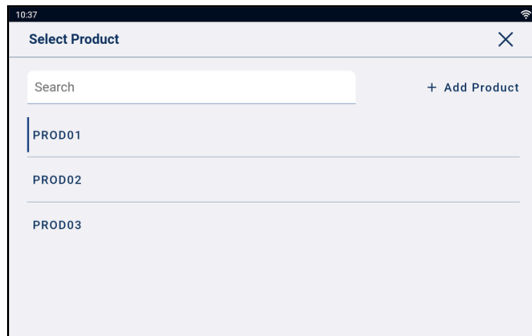 10:37
Select Product
Search
+ Add Product
PROD01
PROD02
PROD03